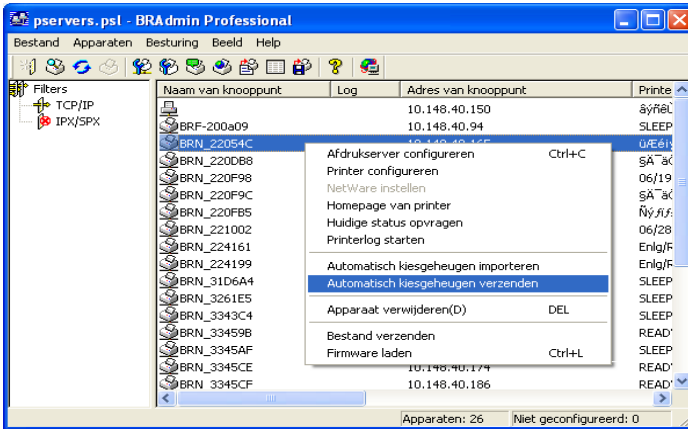 pservers.psl - BRAdmin Professional
Bestand Apparaten Besturing Beeld Help
Filters
TCP/IP
IPX/SPX
Naam van knooppunt Log Adres van knooppunt Printe
10.148.40.150
BRF-200a09 10.148.40.94 SLEEP
BRN_22054C
BRN_220DB8
BRN_220F98 06/19
BRN_220F9C
BRN_220FB5
BRN_221002 06/28
BRN_224161 Enlg/F
BRN_224199 Enlg/F
BRN_31D6A4 SLEEP
BRN_3261E5 SLEEP
BRN_3343C4 SLEEP
BRN_33459B READ'
BRN_3345AF SLEEP
BRN_3345CE 10.148.40.174 READ'
BRN_3345CF 10.148.40.186 READ'
Afdrukserver configureren Ctrl+C
Printer configureren
NetWare instellen
Homepage van printer
Huidige status opvragen
Printerlog starten
Automatisch kiesgeheugen importeren
Automatisch kiesgeheugen verzenden
Apparaat verwijderen(D) DEL
Bestand verzenden
Firmware laden Ctrl+L
Apparaten: 26 Niet geconfigureerd: 0